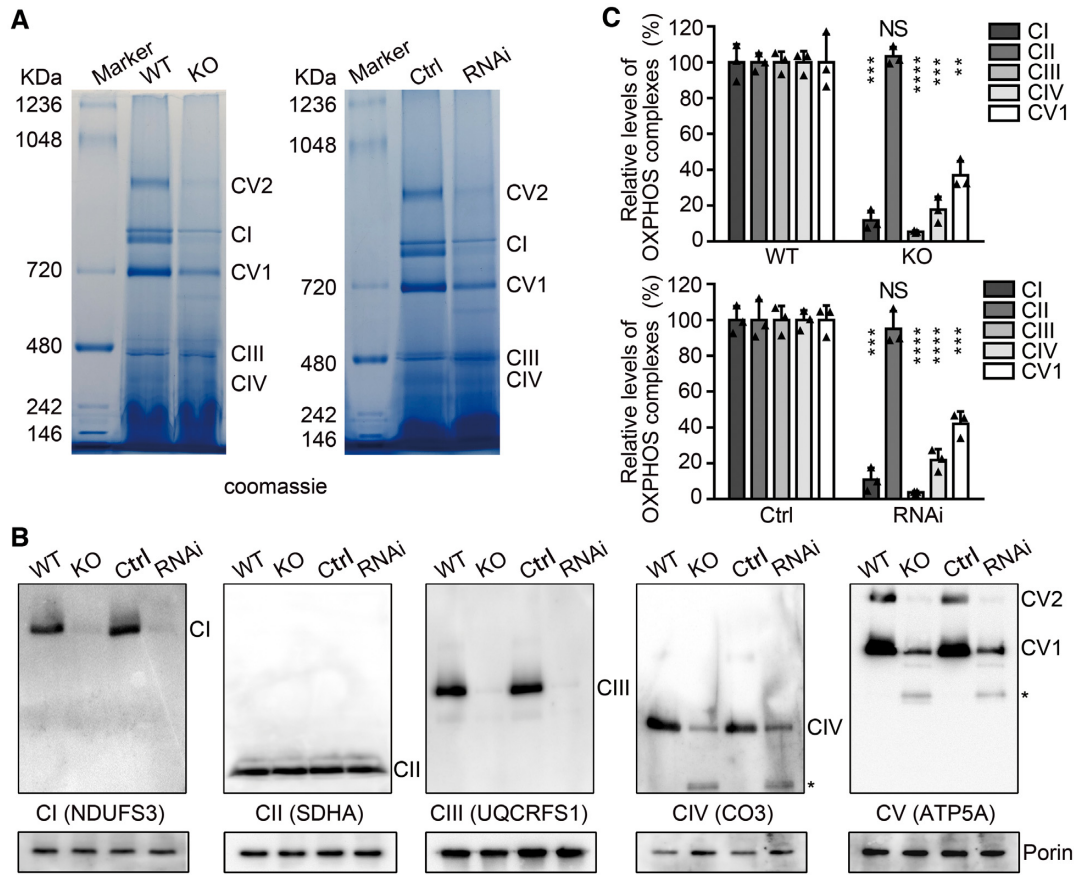 A
KDa
Marker
WT
KO
1236
1048
720
480
242
146
CV2
CI
CV1
CIII
CIV
KDa
Marker
Ctrl
RNAi
1236
1048
720
480
242
146
CV2
CI
CV1
CIII
CIV
coomassie
C
Relative levels of
OXPHOS complexes (%)
120
100
80
60
40
20
0
NS
***
****
***
**
WT
KO
CI
CII
CIII
CIV
CV1
Relative levels of
OXPHOS complexes (%)
120
100
80
60
40
20
0
NS
***
****
****
***
Ctrl
RNAi
CI
CII
CIII
CIV
CV1
B
WT KO Ctrl RNAi
CI
CI (NDUFS3)
WT KO Ctrl RNAi
CII
CII (SDHA)
WT KO Ctrl RNAi
CIII
CIII (UQCRFS1)
WT KO Ctrl RNAi
CIV
*
CIV (CO3)
WT KO Ctrl RNAi
CV2
CV1
*
CV (ATP5A)
Porin